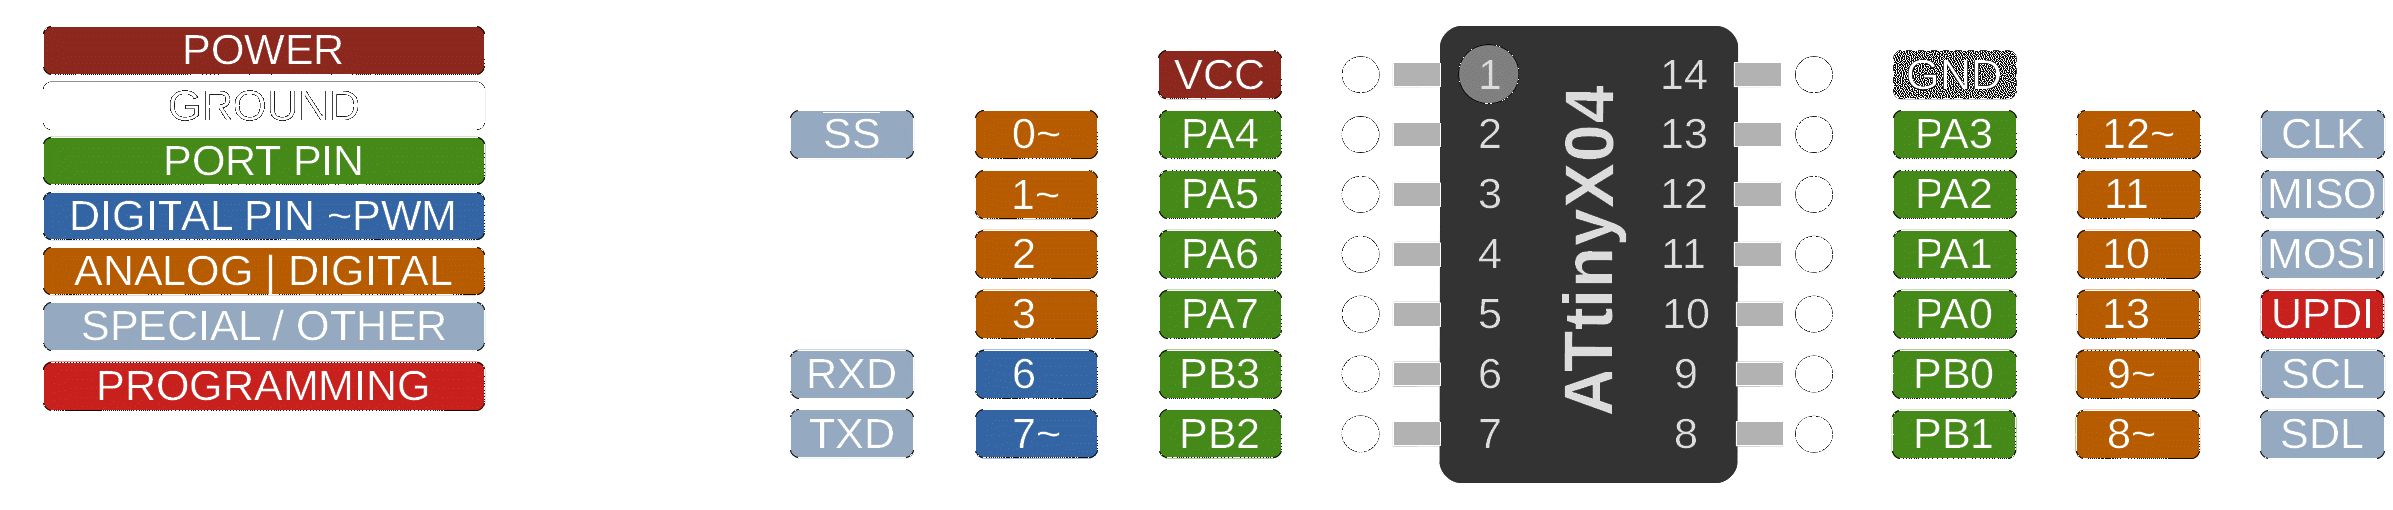 POWER
GROUND
PORT PIN
DIGITAL PIN ~PWM
ANALOG | DIGITAL
SPECIAL / OTHER
PROGRAMMING
VCC 1 14 GND
SS 0~ PA4 2 13 PA3 12~ CLK
1~ PA5 3 12 PA2 11 MISO
2 PA6 4 11 PA1 10 MOSI
3 PA7 5 10 PA0 13 UPDI
RXD 6 PB3 6 9 PB0 9~ SCL
TXD 7~ PB2 7 8 PB1 8~ SDL
ATtinyX04